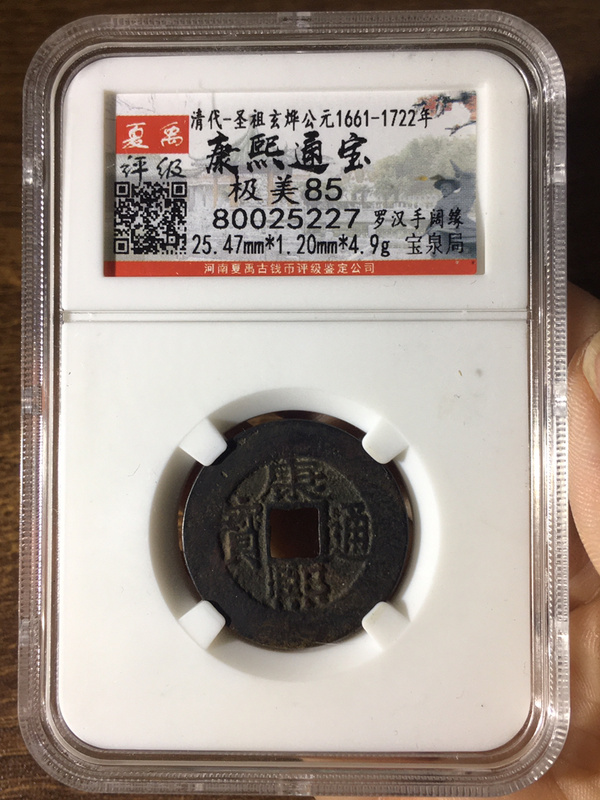 清代-圣祖玄烨公元1661-1722年
夏禹
评级
康熙通宝
极美85
80025227 罗汉手阔缘
25.47mm*1.20mm*4.9g 宝泉局
河南夏禹古钱币评级鉴定公司
康熙通寶